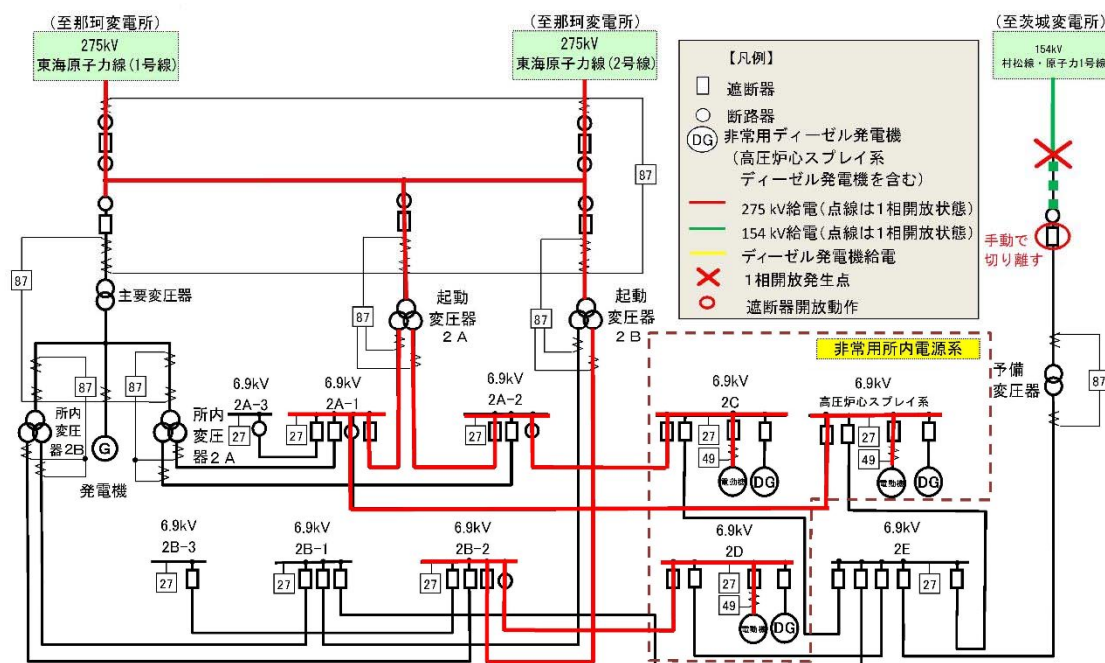 (至那珂変電所)
275kV
東海原子力線(1号線)
(至那珂変電所)
275kV
東海原子力線(2号線)
(至茨城変電所)
154kV
村松線・原子力1号線
【凡例】
遮断器
断路器
DG
非常用ディーゼル発電機
(高圧炉心スプレイ系
ディーゼル発電機を含む)
275 kV給電(点線は1相開放状態)
154 kV給電(点線は1相開放状態)
ディーゼル発電機給電
1相開放発生点
遮断器開放動作
手動で
切り離す
87
87
主要変圧器
87
起動
変圧器
2A
87
起動
変圧器
2B
87
87
所内
変圧
器2B
G
発電機
所内
変圧
器2A
非常用所内電源系
予備
変圧器
87
6.9kV
2A-3
27
6.9kV
2A-1
27
6.9kV
2A-2
27
6.9kV
2C
27
49
電動機
DG
6.9kV
高圧炉心スプレイ系
27
49
電動機
DG
6.9kV
2B-3
27
6.9kV
2B-1
27
6.9kV
2B-2
27
6.9kV
2D
27
49
電動機
DG
6.9kV
2E
27